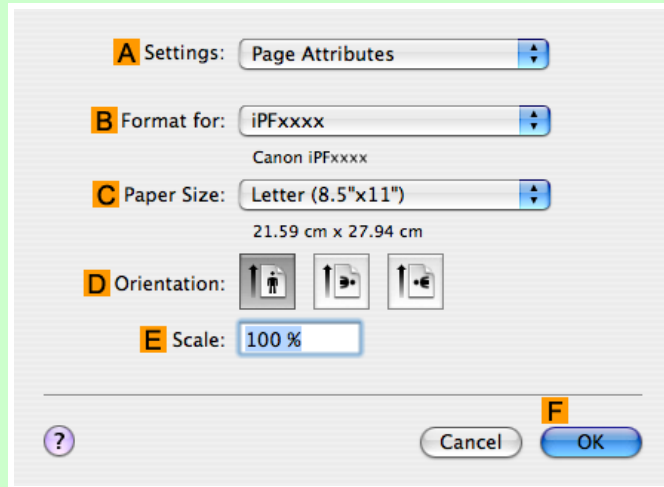 A Settings: Page Attributes
B Format for: iPFxxxx
Canon iPFxxxx
C Paper Size: Letter (8.5"x11")
21.59 cm x 27.94 cm
D Orientation:
E Scale: 100 %
F
? Cancel OK